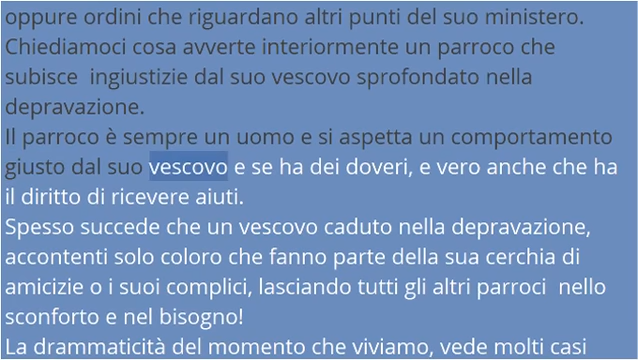 oppure ordini che riguardano altri punti del suo ministero.
Chiediamoci cosa avverte interiormente un parroco che
subisce  ingiustizie dal suo vescovo sprofondato nella
depravazione.
Il parroco è sempre un uomo e si aspetta un comportamento
giusto dal suo vescovo e se ha dei doveri, e vero anche che ha
il diritto di ricevere aiuti.
Spesso succede che un vescovo caduto nella depravazione,
accontenti solo coloro che fanno parte della sua cerchia di
amicizie o i suoi complici, lasciando tutti gli altri parroci  nello
sconforto e nel bisogno!
La drammaticità del momento che viviamo, vede molti casi